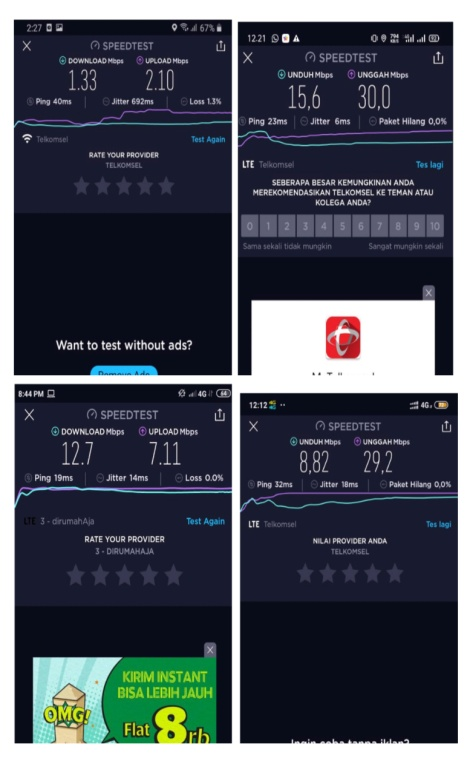 2:27 67%
SPEEDTEST
DOWNLOAD Mbps UPLOAD Mbps
1.33 2.10
Ping 40ms Jitter 692ms Loss 1.3%
Telkomsel Test Again
RATE YOUR PROVIDER
TELKOMSEL
Want to test without ads?
Remove Ads
12.21
SPEEDTEST
UNDUH Mbps UNGGAH Mbps
15,6 30,0
Ping 23ms Jitter 6ms Paket Hilang 0,0%
LTE Telkomsel Tes lagi
SEBERAPA BESAR KEMUNGKINAN ANDA
MEREKOMENDASIKAN TELKOMSEL KE TEMAN ATAU
KOLEGA ANDA?
0 1 2 3 4 5 6 7 8 9 10
Sama sekali tidak mungkin Sangat mungkin sekali
X
8:44 PM 4G 64
SPEEDTEST
DOWNLOAD Mbps UPLOAD Mbps
12.7 7.11
Ping 19ms Jitter 14ms Loss 0.0%
LTE 3 - dirumahAja Test Again
RATE YOUR PROVIDER
3 - DIRUMAHAJA
X
KIRIM INSTANT
BISA LEBIH JAUH
OMG!
Flat 8rb
12:12 4G
SPEEDTEST
UNDUH Mbps UNGGAH Mbps
8,82 29,2
Ping 32ms Jitter 18ms Paket Hilang 0,0%
LTE Telkomsel Tes lagi
NILAI PROVIDER ANDA
TELKOMSEL
Ingin coba tanpa iklan?